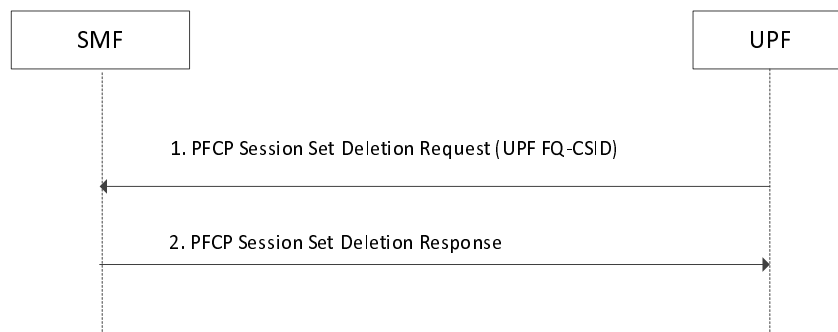 SMF
UPF
1. PFCP Session Set Deletion Request (UPF FQ-CSID)
2. PFCP Session Set Deletion Response